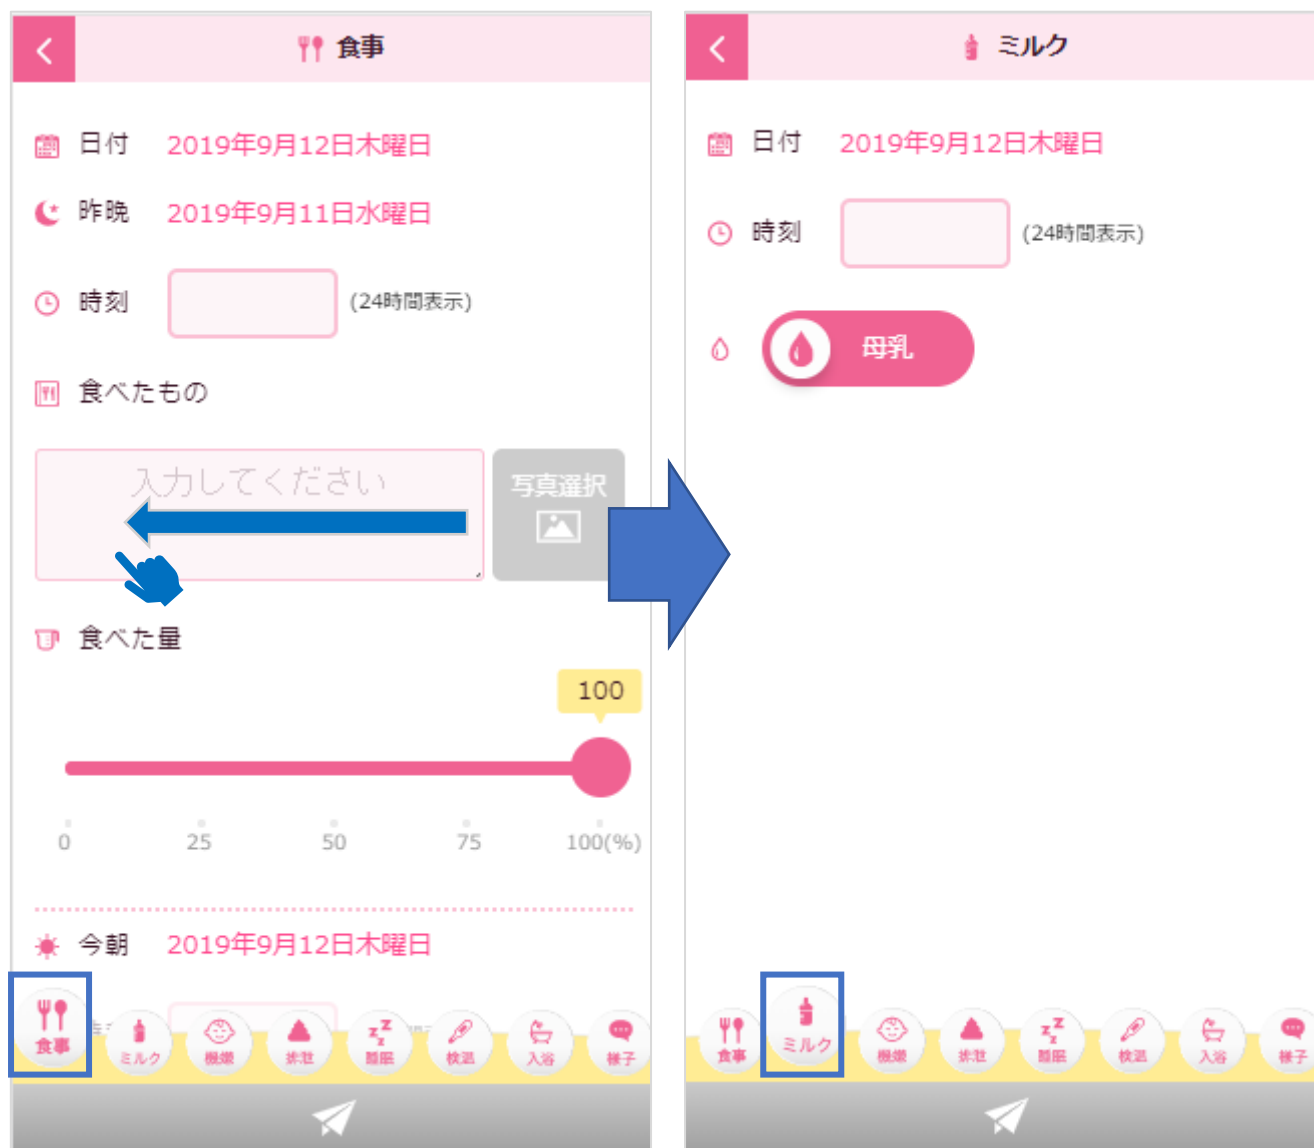 食事
日付 2019年9月12日木曜日
昨晩 2019年9月11日水曜日
時刻 (24時間表示)
食べたもの
入力してください
写真選択
食べた量
100
0 25 50 75 100(%)
今朝 2019年9月12日木曜日
食事 ミルク 機嫌 排泄 睡眠 検温 入浴 様子
ミルク
日付 2019年9月12日木曜日
時刻 (24時間表示)
母乳
食事 ミルク 機嫌 排泄 睡眠 検温 入浴 様子